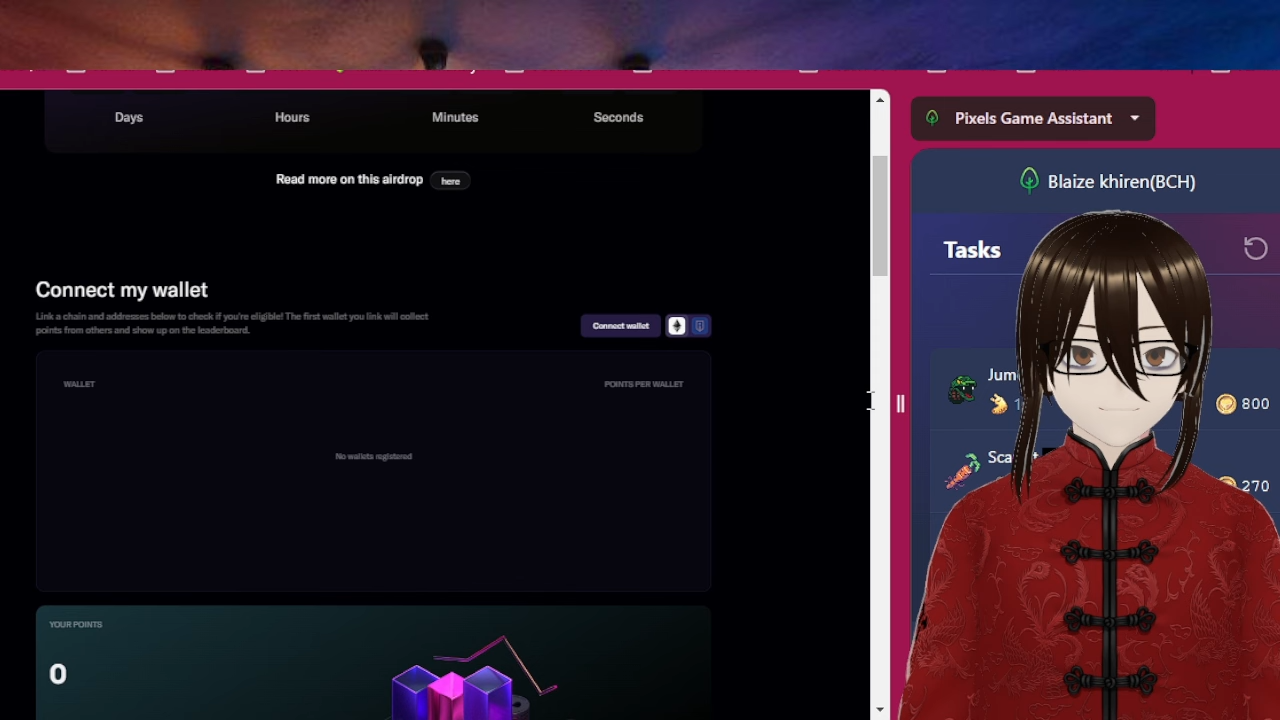 Days Hours Minutes Seconds
Read more on this airdrop here
Connect my wallet
Link a chain and addresses below to check if you're eligible! The first wallet you link will collect
points from others and show up on the leaderboard.
Connect wallet
WALLET POINTS PER WALLET
No wallets registered
YOUR POINTS
0
Pixels Game Assistant
Blaize khiren(BCH)
Tasks
800
270